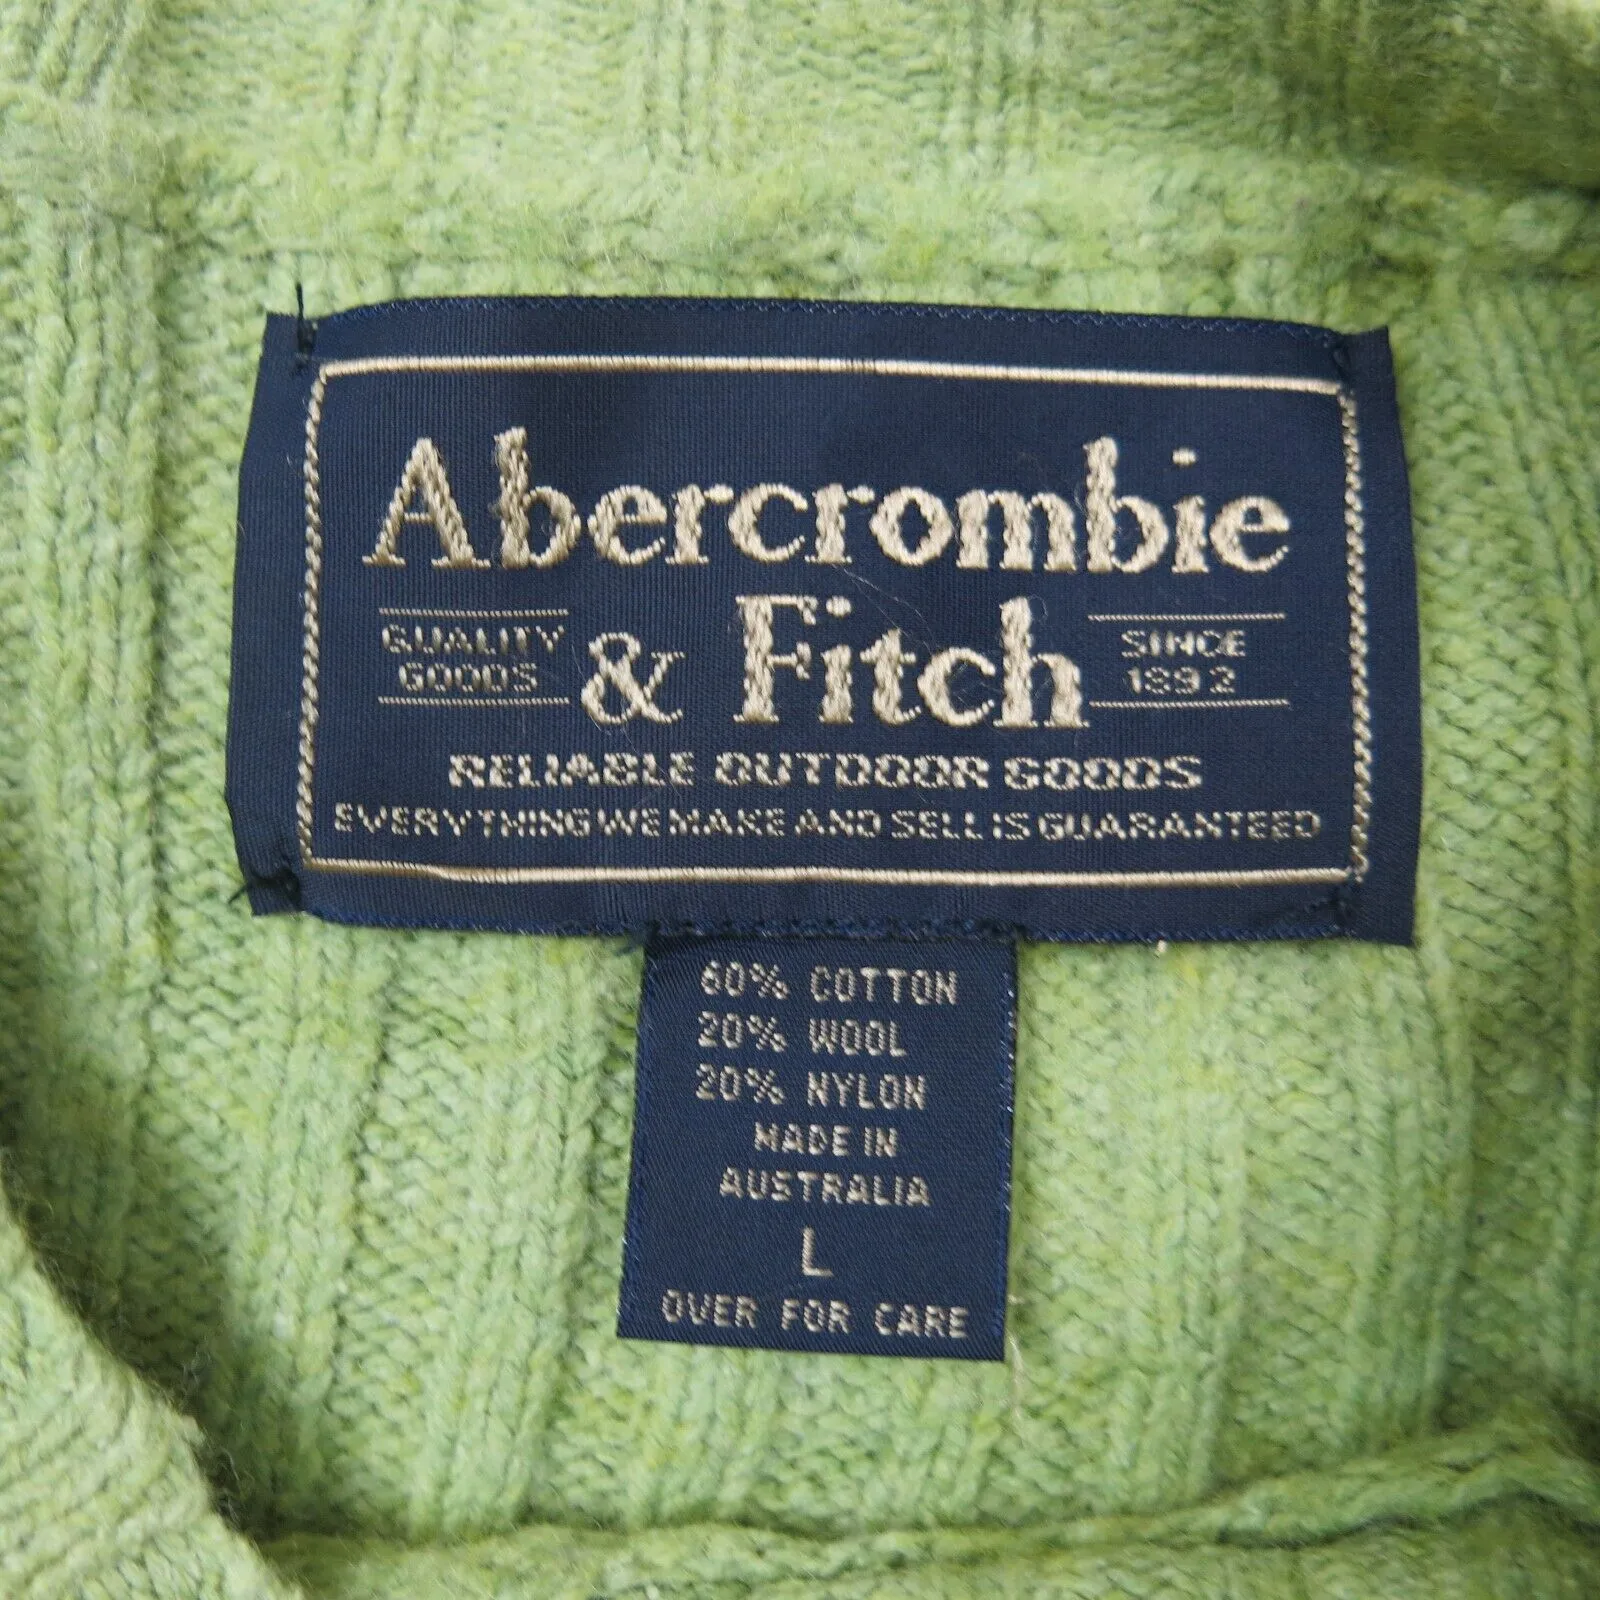 Abercrombie
QUALITY
GOODS
& Fitch
SINCE
1892
RELIABLE OUTDOOR GOODS
EVERYTHING WE MAKE AND SELL IS GUARANTEED
60% COTTON
20% WOOL
20% NYLON
MADE IN
AUSTRALIA
L
OVER FOR CARE